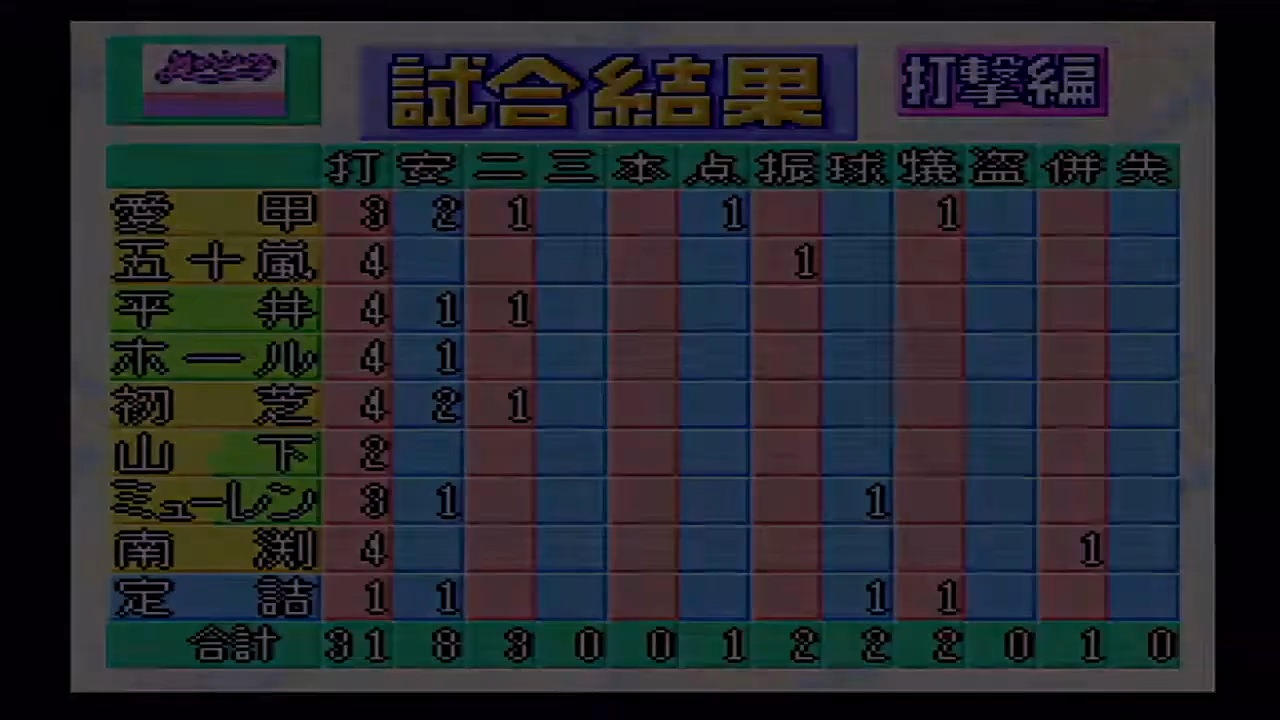 試合結果 打撃編
打 安 二 三 本 点 振 球 犠 盗 併 失
愛甲 3 2 1 1 1
五十嵐 4 1
平井 4 1 1
ホール 4 1
初芝 4 2 1
山下 2
ミューレン 3 1 1
南渕 4 1
定詰 1 1 1 1
合計 31 8 3 0 0 1 2 2 2 0 1 0